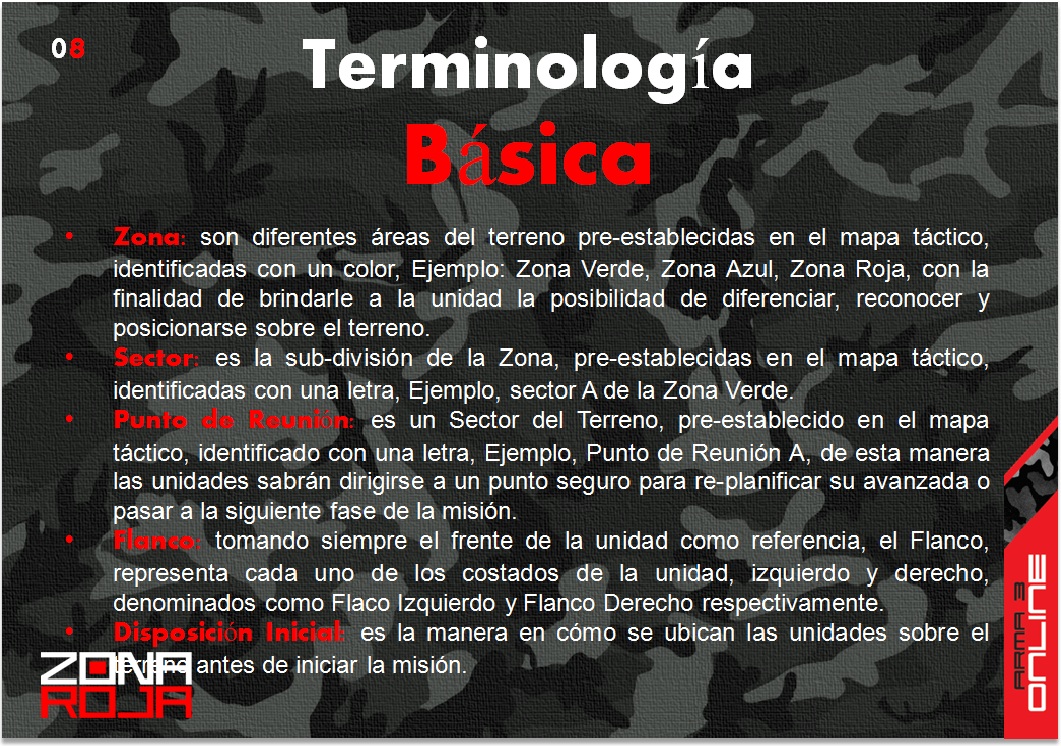 08
Terminología
Básica
• Zona: son diferentes áreas del terreno pre-establecidas en el mapa táctico,
identificadas con un color, Ejemplo: Zona Verde, Zona Azul, Zona Roja, con la
finalidad de brindarle a la unidad la posibilidad de diferenciar, reconocer y
posicionarse sobre el terreno.
• Sector: es la sub-división de la Zona, pre-establecidas en el mapa táctico,
identificadas con una letra, Ejemplo, sector A de la Zona Verde.
• Punto de Reunión: es un Sector del Terreno, pre-establecido en el mapa
táctico, identificado con una letra, Ejemplo, Punto de Reunión A, de esta manera
las unidades sabrán dirigirse a un punto seguro para re-planificar su avanzada o
pasar a la siguiente fase de la misión.
• Flanco: tomando siempre el frente de la unidad como referencia, el Flanco,
representa cada uno de los costados de la unidad, izquierdo y derecho,
denominados como Flaco Izquierdo y Flanco Derecho respectivamente.
• Disposición Inicial: es la manera en cómo se ubican las unidades sobre el
terreno antes de iniciar la misión.
ZONA
ROJA
ARMA 3
ONLINE